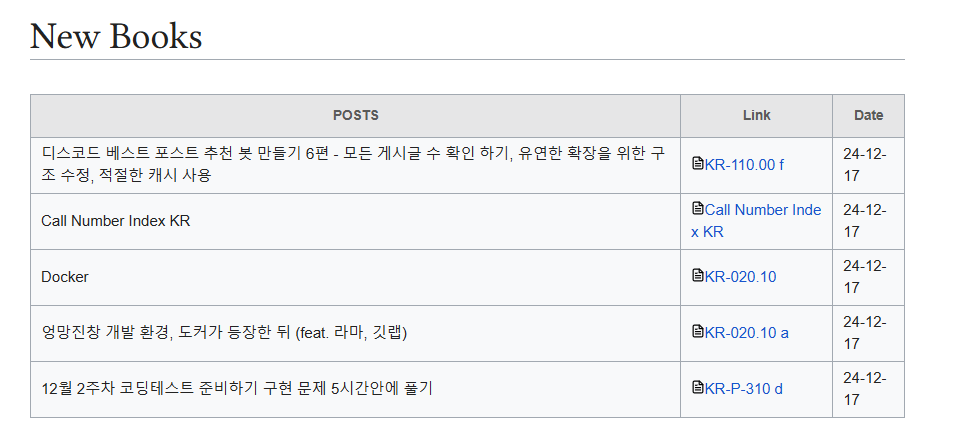 New Books
POSTS Link Date
디스코드 베스트 포스트 추천 봇 만들기 6편 - 모든 게시글 수 확인 하기, 유연한 확장을 위한 구
조 수정, 적절한 캐시 사용
KR-110.00 f
24-12-
17
Call Number Index KR
Call Number Inde
x KR
24-12-
17
Docker
KR-020.10
24-12-
17
엉망진창 개발 환경, 도커가 등장한 뒤 (feat. 라마, 깃랩)
KR-020.10 a
24-12-
17
12월 2주차 코딩테스트 준비하기 구현 문제 5시간안에 풀기
KR-P-310 d
24-12-
17